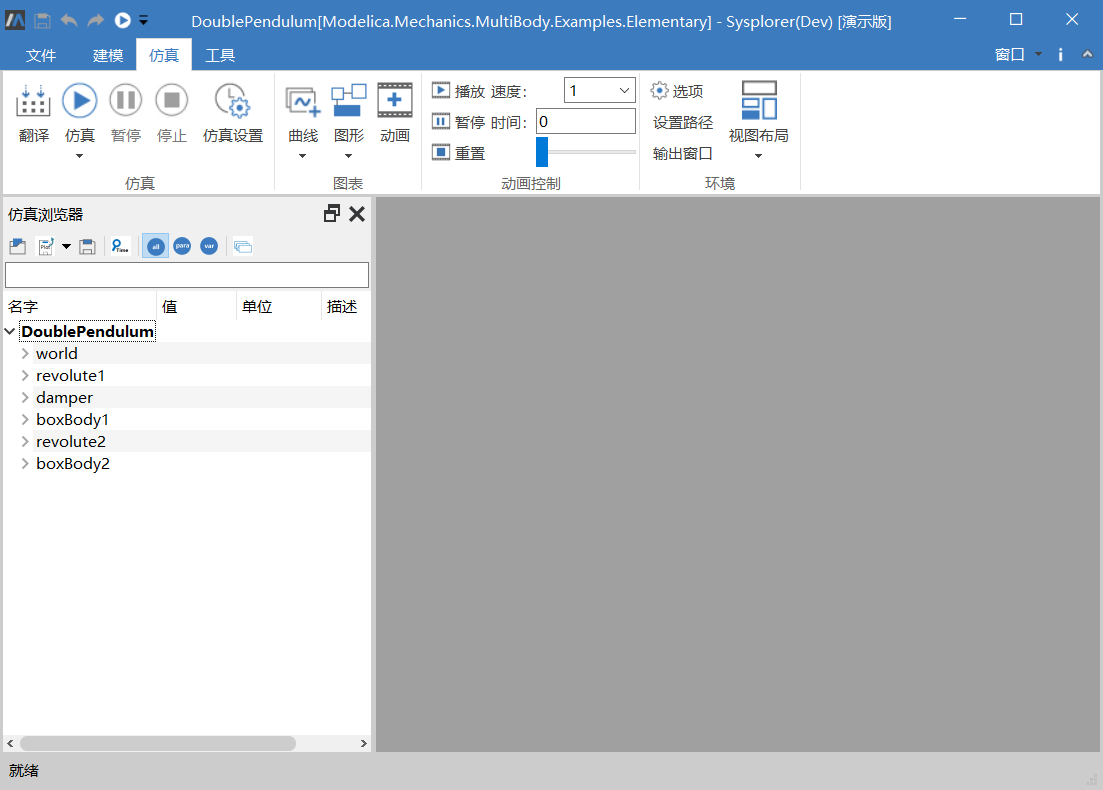 DoublePendulum[Modelica.Mechanics.MultiBody.Examples.Elementary] - Sysplorer(Dev) [演示版]
文件 建模 仿真 工具 窗口
翻译 仿真 暂停 停止 仿真设置 曲线 图形 动画
播放 速度: 1
暂停 时间: 0
重置
选项
设置路径
输出窗口
视图布局
仿真 图表 动画控制 环境
仿真浏览器
Plot Time all para var
名字 值 单位 描述
DoublePendulum
world
revolute1
damper
boxBody1
revolute2
boxBody2
就绪